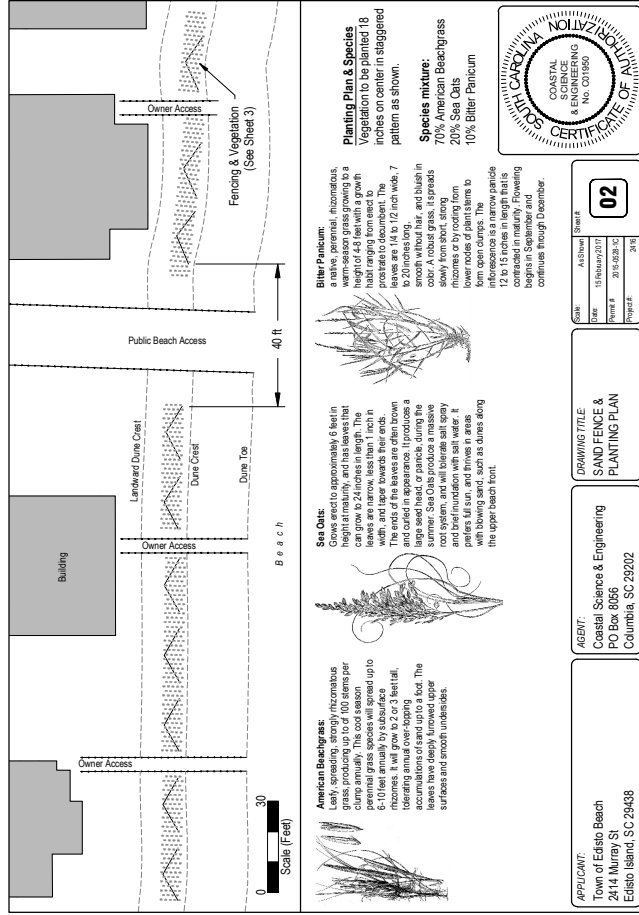 Building
Owner Access
Owner Access
Owner Access
Public Beach Access
Landward Dune Crest
Dune Crest
Dune Toe
Beach
40 ft
Fencing & Vegetation
(See Sheet 3)
0
30
Scale (Feet)
American Beachgrass:
Leafy, spreading, strongly rhizomatous
grass, producing up to of 100 stems per
clump annually. This cool season
perennial grass species will spread up to
6-10 feet annually by subsurface
rhizomes. It will grow to 2 or 3 feet tall,
tolerating annual over-topping
accumulations of sand up to a foot. The
leaves have deeply furrowed upper
surfaces and smooth undersides.
Sea Oats:
Grows erect to approximately 6 feet in
height at maturity, and has leaves that
can grow to 24 inches in length. The
leaves are narrow, less than 1 inch in
width, and taper towards their ends.
The ends of the leaves are often brown
and curled in appearance. It produces a
large seed head, or panicle, during the
summer. Sea Oats produce a massive
root system, and will tolerate salt spray
and brief inundation with salt water. It
prefers full sun, and thrives in areas
with blowing sand, such as dunes along
the upper beach front.
Bitter Panicum:
a native, perennial, rhizomatous,
warm-season grass growing to a
height of 4-8 feet with a growth
habit ranging from erect to
prostrate to decumbent. The
leaves are 1/4 to 1/2 inch wide, 7
to 20 inches long,
smooth without hair, and bluish in
color. A robust grass, it spreads
slowly from short, strong
rhizomes or by rooting from
lower nodes of plant stems to
form open clumps. The
inflorescence is a narrow panicle
12 to 15 inches in length that is
contracted in maturity. Flowering
begins in September and
continues through December.
Planting Plan & Species
Vegetation to be planted 18
inches on center in staggered
pattern as shown.
Species mixture:
70% American Beachgrass
20% Sea Oats
10% Bitter Panicum
SOUTH CAROLINA
CERTIFICATE OF AUTHORIZATION
COASTAL
SCIENCE
& ENGINEERING
No. C01950
APPLICANT:
Town of Edisto Beach
2414 Murray St
Edisto Island, SC 29438
AGENT:
Coastal Science & Engineering
PO Box 8056
Columbia, SC 29202
DRAWING TITLE:
SAND FENCE &
PLANTING PLAN
Scale: As Shown
Date: 15 February 2017
Permit # 2015-0528-1C
Project #: 2416
Sheet #:
02